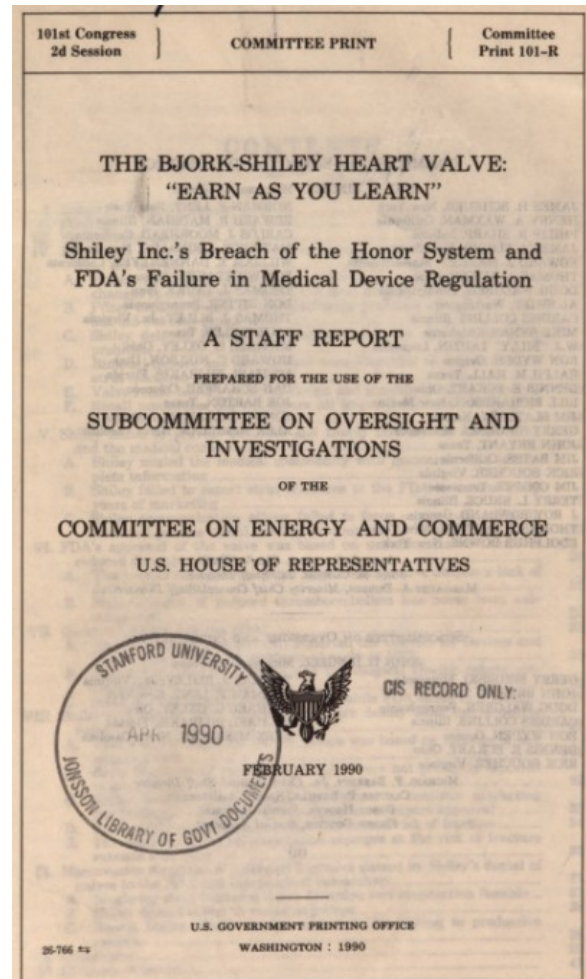 101st Congress
2d Session
COMMITTEE PRINT
Committee
Print 101-R
THE BJORK-SHILEY HEART VALVE:
"EARN AS YOU LEARN"
Shiley Inc.'s Breach of the Honor System and
FDA's Failure in Medical Device Regulation
A STAFF REPORT
PREPARED FOR THE USE OF THE
SUBCOMMITTEE ON OVERSIGHT AND
INVESTIGATIONS
OF THE
COMMITTEE ON ENERGY AND COMMERCE
U.S. HOUSE OF REPRESENTATIVES
STANFORD UNIVERSITY
APR 1990
JONSSON LIBRARY OF GOVT DOCUMENTS
CIS RECORD ONLY:
FEBRUARY 1990
U.S. GOVERNMENT PRINTING OFFICE
26-766
WASHINGTON : 1990